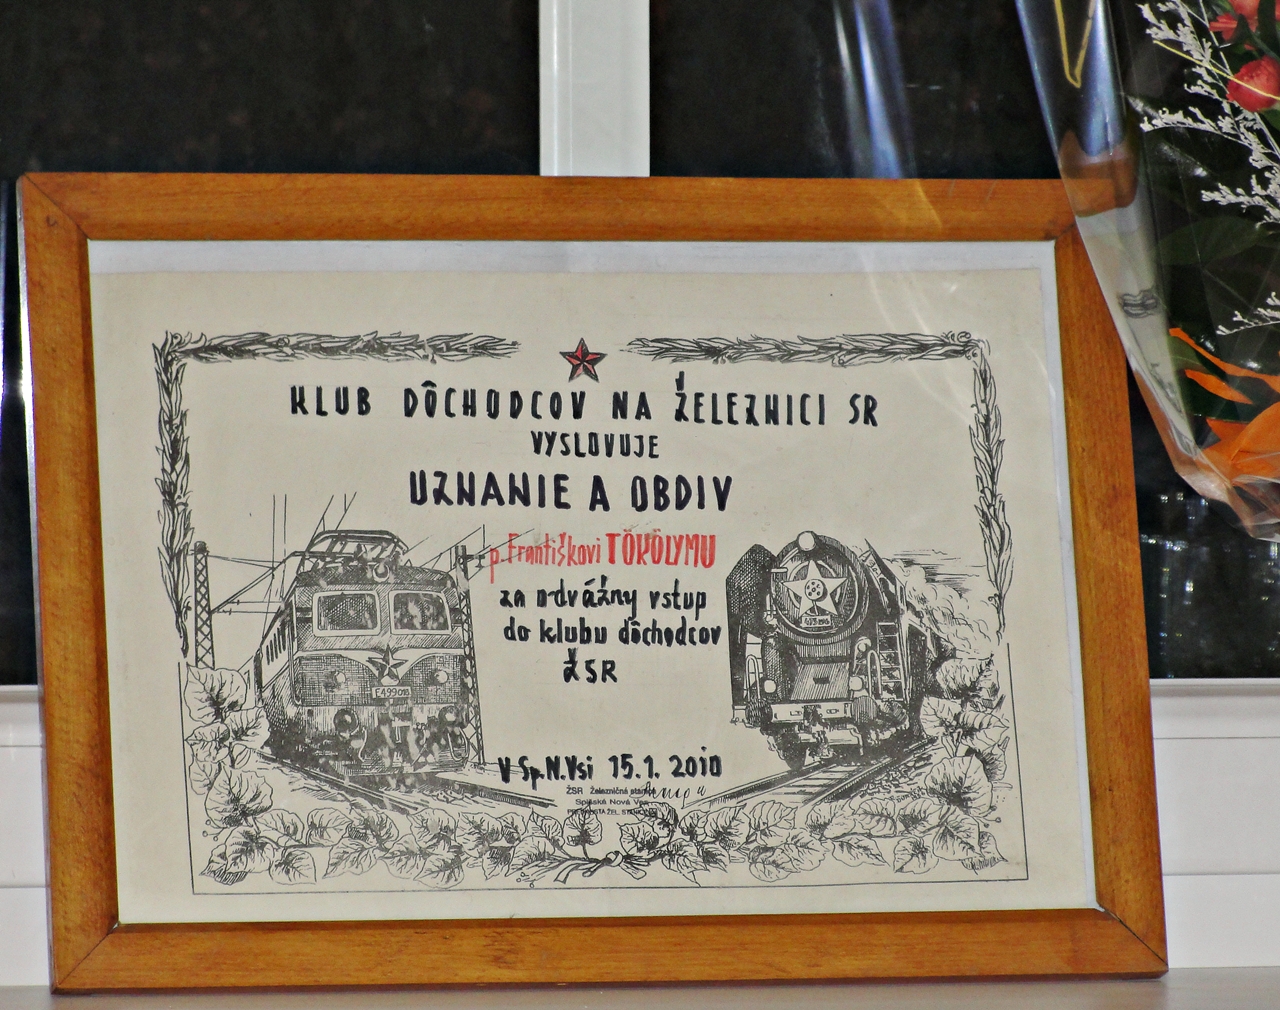 KLUB DÔCHODCOV NA ŽELEZNICI SR
VYSLOVUJE
UZNANIE A OBDIV
p. Františkovi TÖKÖLYMU
za odvážny vstup
do klubu dôchodcov
ŽSR
E499018
V Sp.N.Vsi 15.1.2010
ŽSR Železničná stanica
Spišská Nová Ves